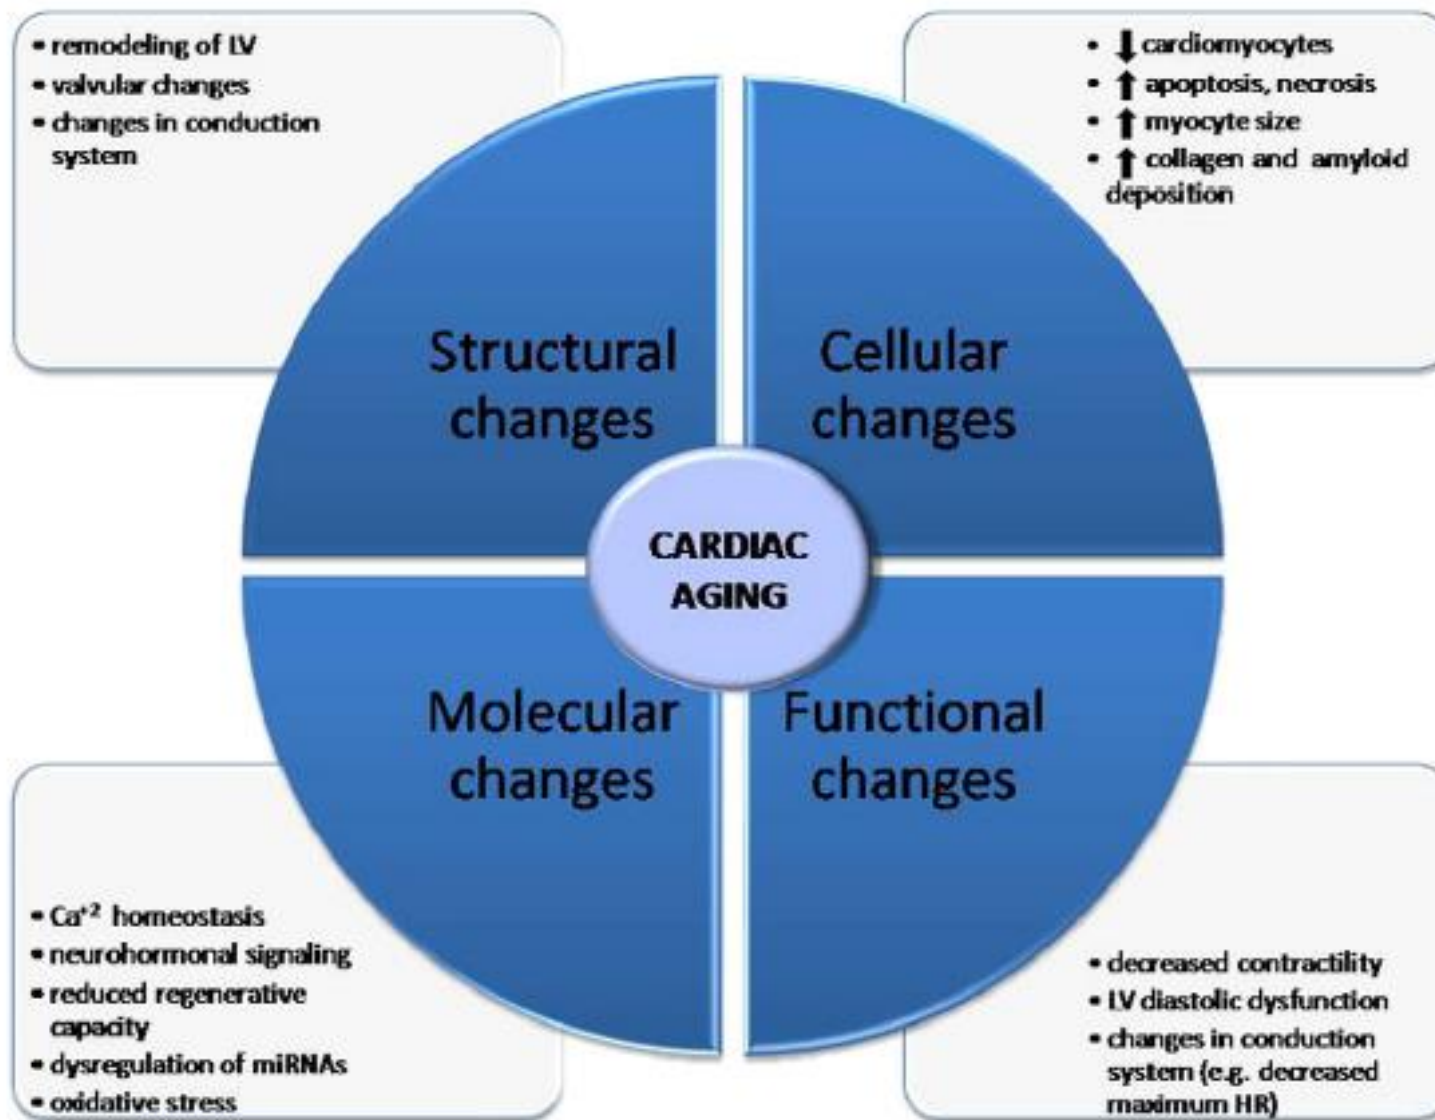 • remodeling of LV
• valvular changes
• changes in conduction
system
• ⬇ cardiomyocytes
• ⬆ apoptosis, necrosis
• ⬆ myocyte size
• ⬆ collagen and amyloid
deposition
Structural
changes
Cellular
changes
CARDIAC
AGING
Molecular
changes
Functional
changes
• Ca⁺² homeostasis
• neurohormonal signaling
• reduced regenerative
capacity
• dysregulation of miRNAs
• oxidative stress
• decreased contractility
• LV diastolic dysfunction
• changes in conduction
system (e.g. decreased
maximum HR)